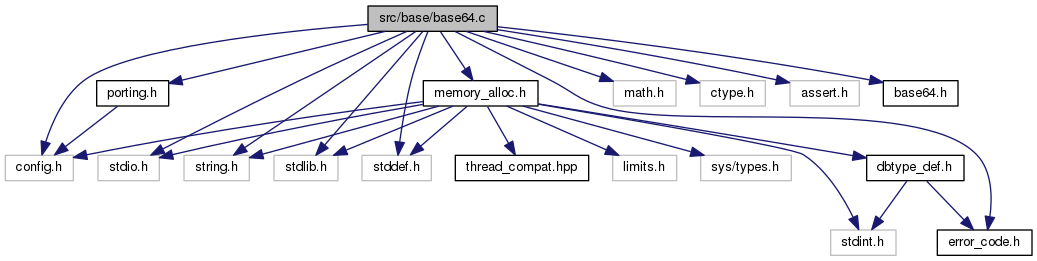 src/base/base64.c
porting.h
memory_alloc.h
math.h
ctype.h
assert.h
base64.h
config.h
stdio.h
string.h
stdlib.h
stddef.h
thread_compat.hpp
limits.h
sys/types.h
dbtype_def.h
stdint.h
error_code.h